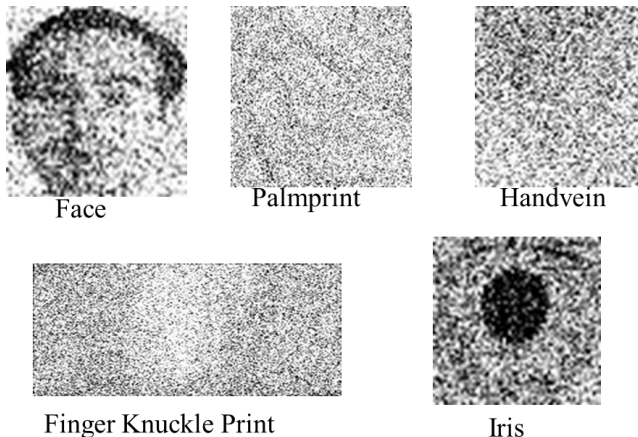 Face
Palmprint
Handvein
Finger Knuckle Print
Iris